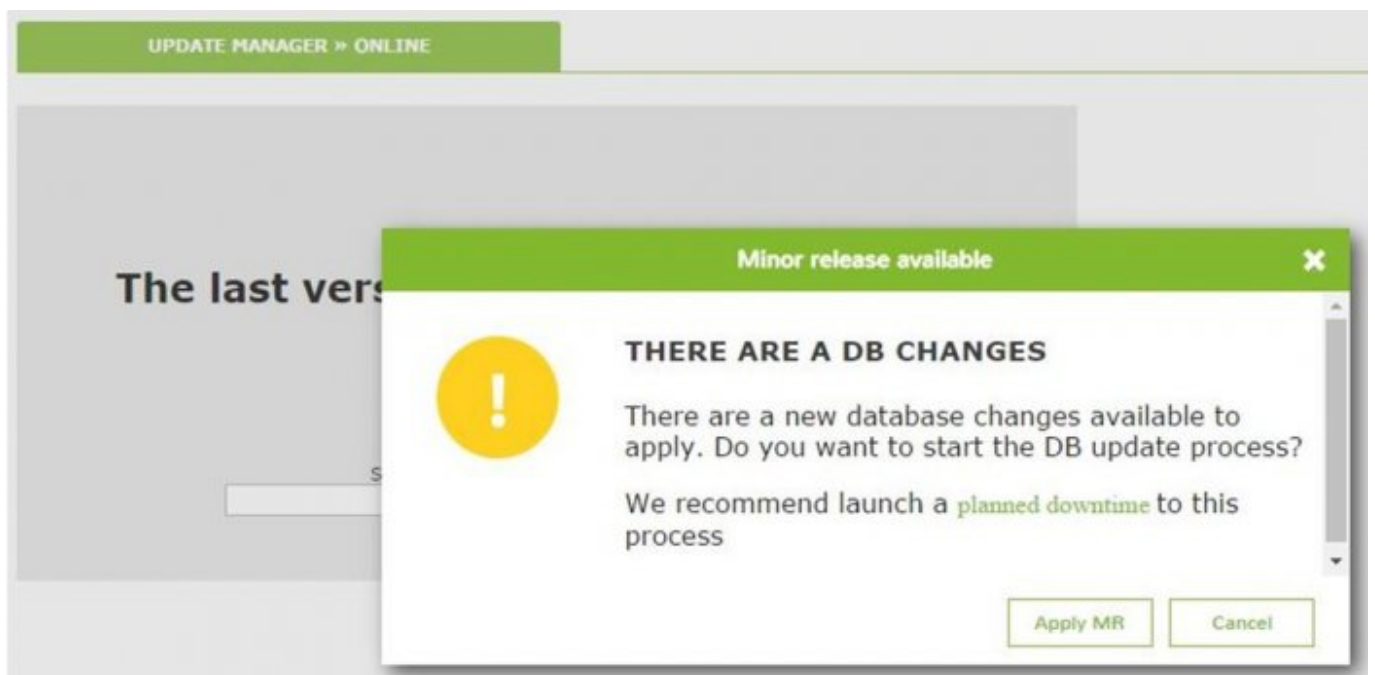 UPDATE MANAGER » ONLINE
Minor release available
The last
THERE ARE A DB CHANGES
There are a new database changes available to
apply. Do you want to start the DB update process?
We recommend launch a planned downtime to this
process
Apply MR
Cancel